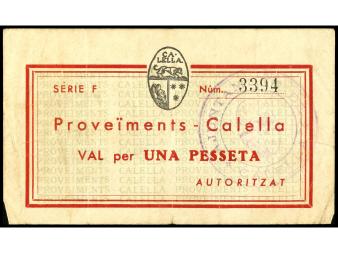 CA-
LELLA.
SÈRIE F Núm. 3394
Proveïments - Calella
VAL per UNA PESSETA
AUTORITZAT